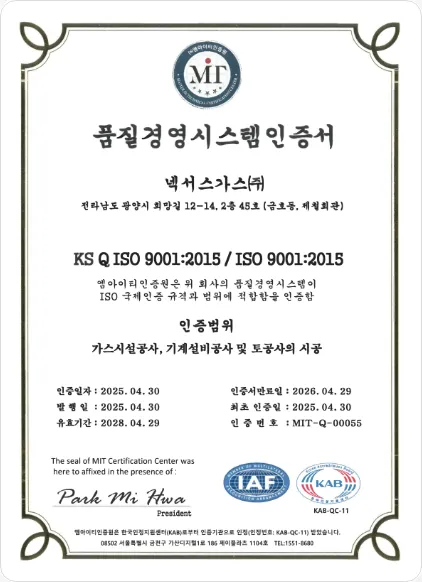 ㈜엠아이티인증원
MIT
품질경영시스템인증서
넥서스가스㈜
전라남도 광양시 희망길 12-14. 2층 45호 (금호동. 제철회관)
KS Q ISO 9001:2015 / ISO 9001:2015
엠아이티인증원은 위 회사의 품질경영시스템이
ISO 국제인증 규격과 범위에 적합함을 인증함
인증범위
가스시설공사, 기계설비공사 및 토공사의 시공
인증일자 : 2025. 04. 30
인증서만료일 : 2026. 04. 29
발 행 일 : 2025. 04. 30
최초 인증일 : 2025. 04. 30
유효기간 : 2028. 04. 29
인 증 번 호 : MIT-Q-00055
The seal of MIT Certification Center was
here to affixed in the presence of :
Park Mi Hwa
President
IAF
KAB
KAB-QC-11
엠아이티인증원은 한국인정지원센터(KAB)로부터 인증기관으로 인정(인정번호: KAB-QC-11) 받았습니다.
08502 서울특별시 금천구 가산디지털1로 186 제이플라츠 1104호 TEL:1551-8680